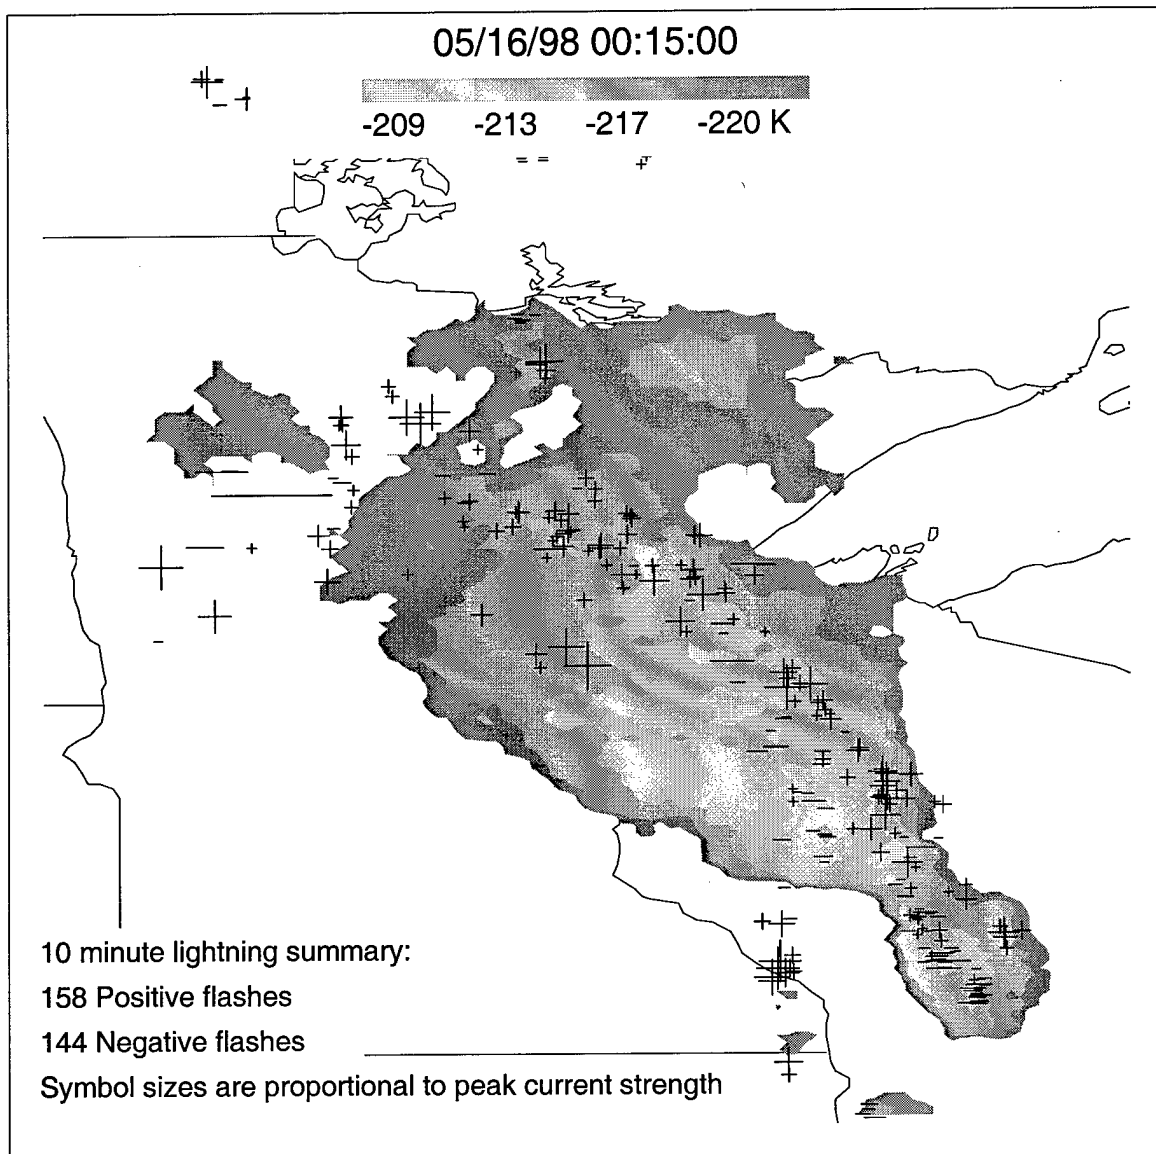 05/16/98 00:15:00
-209 -213 -217 -220 K
10 minute lightning summary:
158 Positive flashes
144 Negative flashes
Symbol sizes are proportional to peak current strength